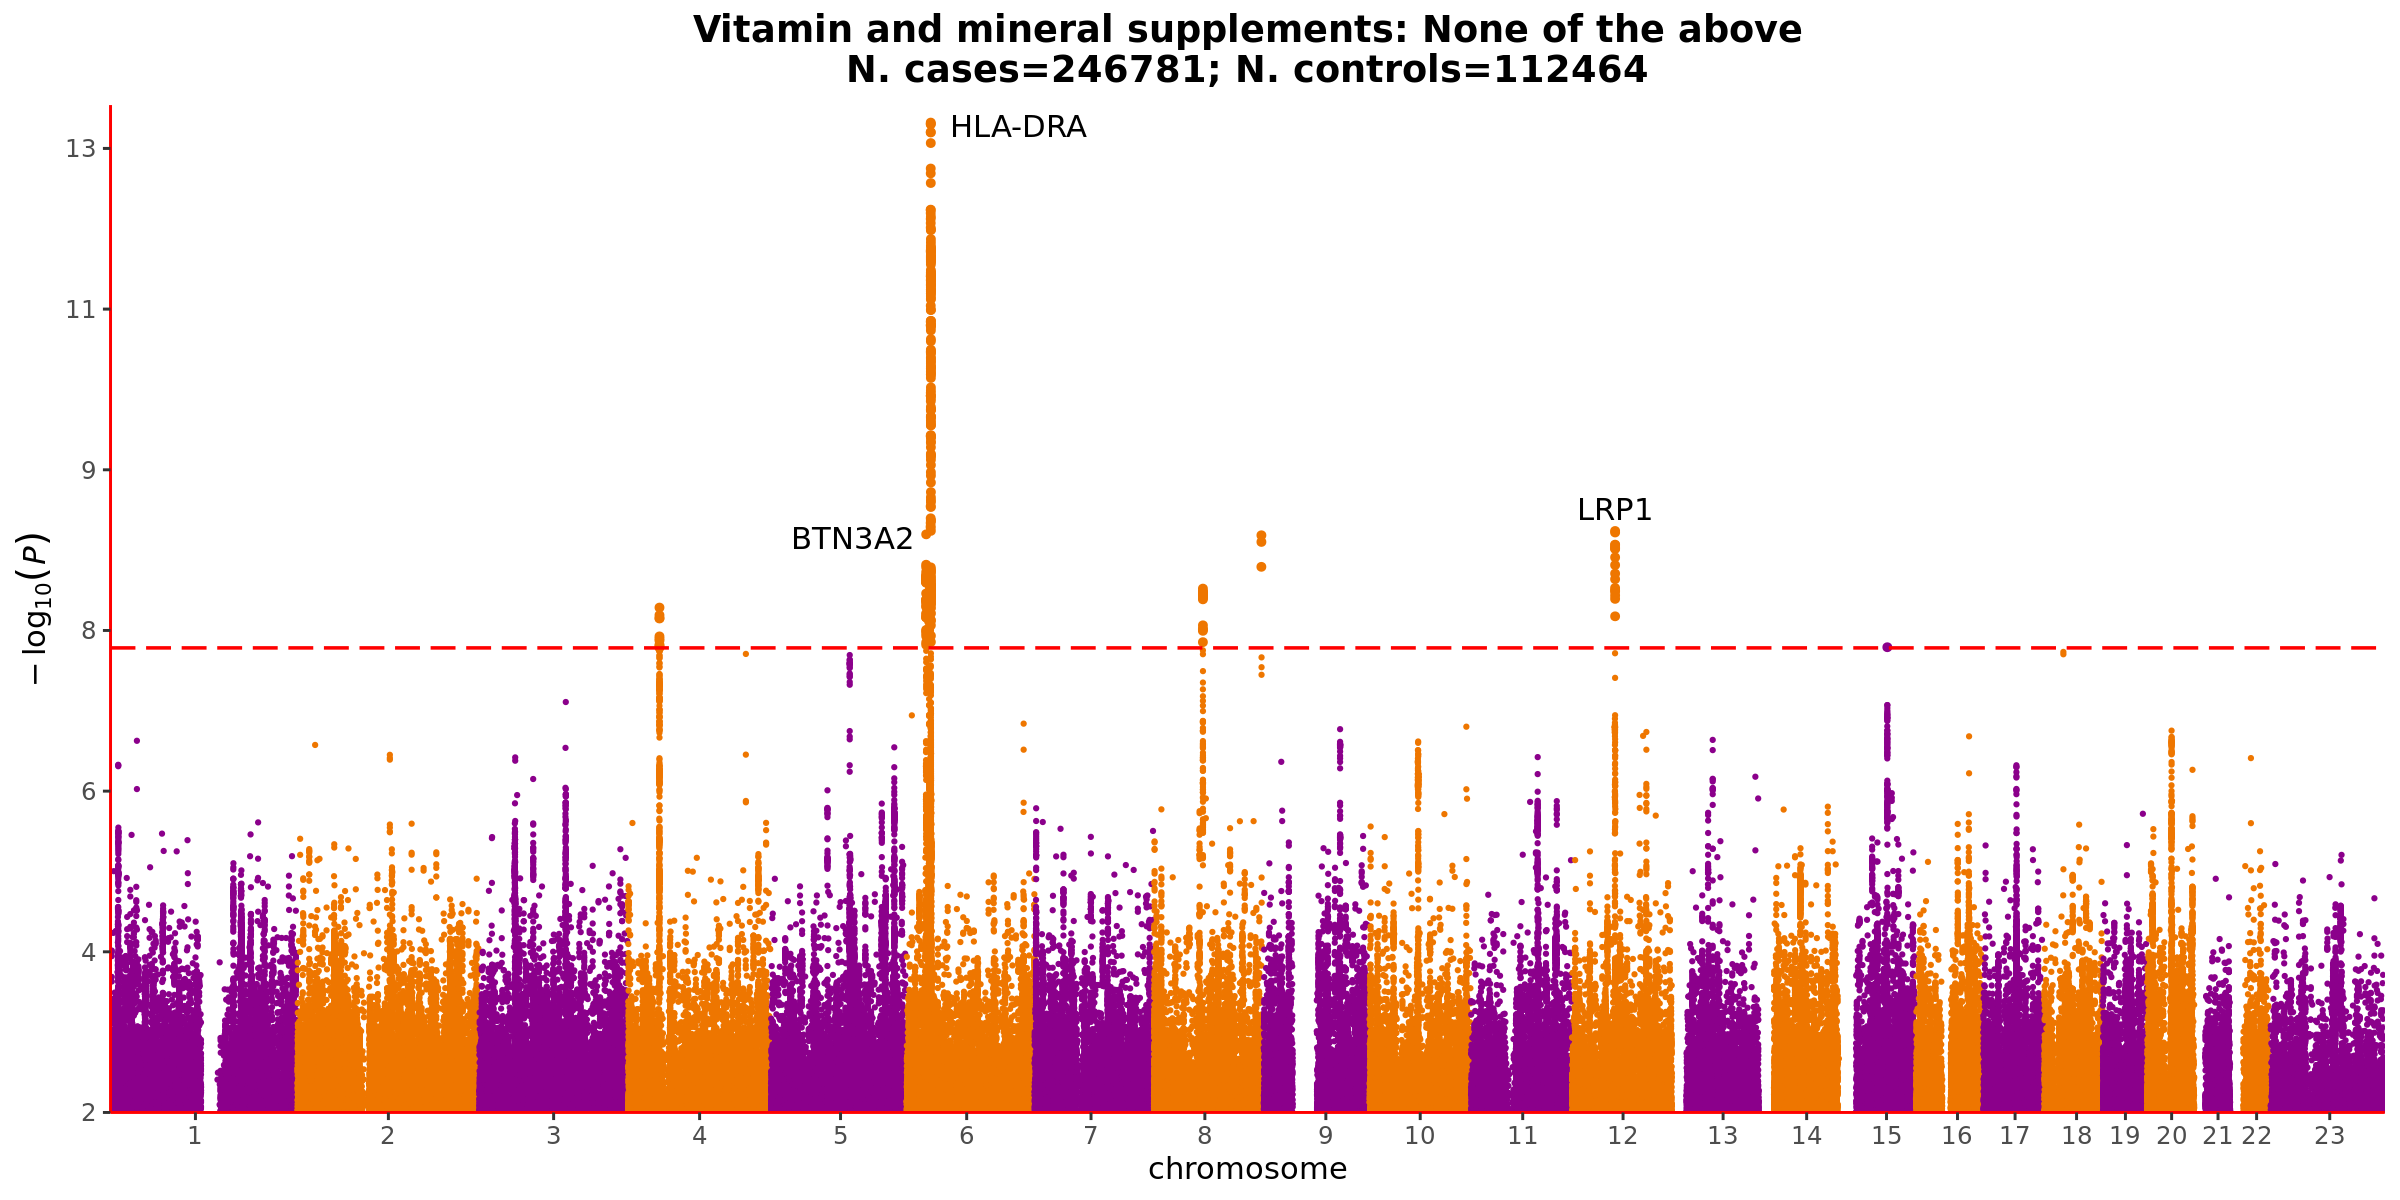 Vitamin and mineral supplements: None of the above
N. cases=246781; N. controls=112464
HLA-DRA
LRP1
BTN3A2
13
11
9
8
6
4
2
−log₁₀(P)
1 2 3 4 5 6 7 8 9 10 11 12 13 14 15 16 17 18 19 20 21 22 23
chromosome